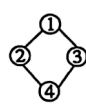 ①
② ③
④